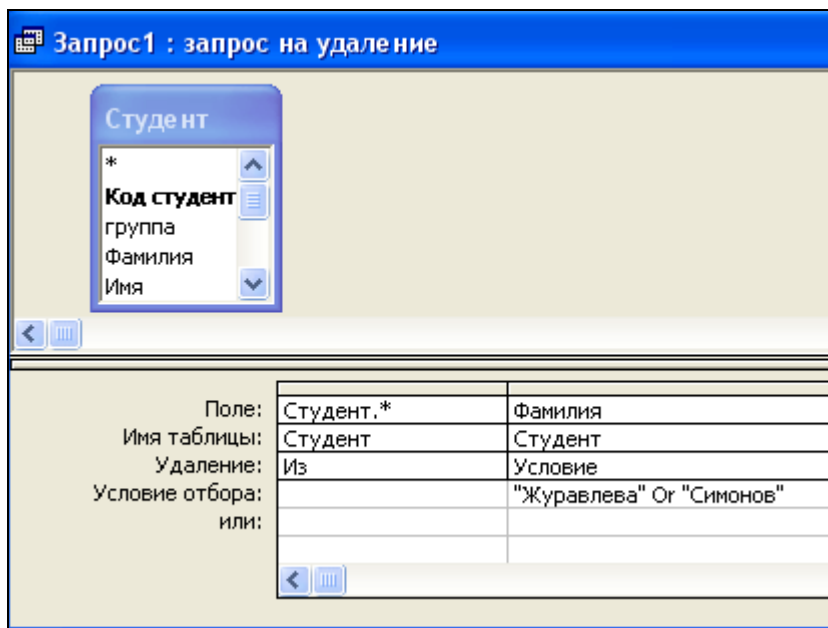 Запрос1 : запрос на удаление
Студент
*
Код студент
группа
Фамилия
Имя
Поле: Студент.* Фамилия
Имя таблицы: Студент Студент
Удаление: Из Условие
Условие отбора: "Журавлева" Or "Симонов"
или: